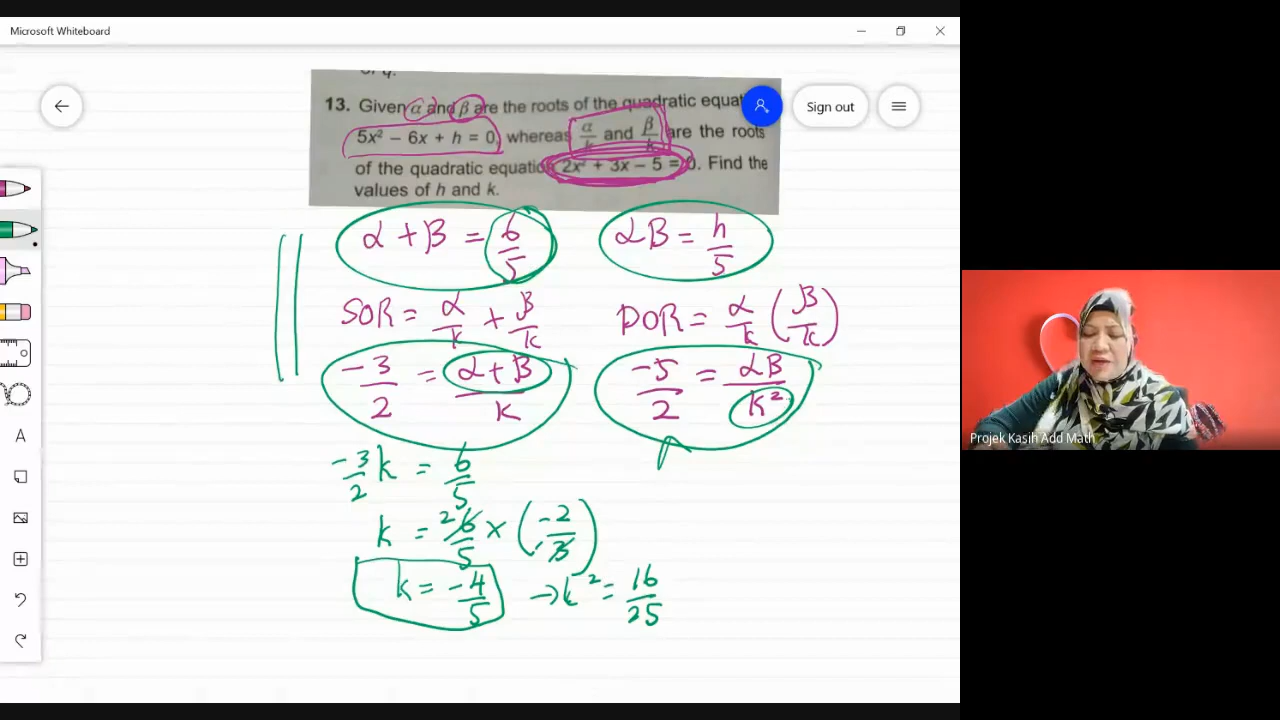 Microsoft Whiteboard
or q.
13. Given α and β are the roots of the quadratic equat
5x² − 6x + h = 0, whereas α/k and β/k are the roots
of the quadratic equation 2x² + 3x − 5 = 0. Find the
values of h and k.
Sign out
α + β = 6/5
αβ = h/5
SOR = α/k + β/k
POR = α/k (β/k)
-3/2 = α + β/k
-5/2 = αβ/k²
-3/2 k = 6/5
k = 2 6/5 × (-2/3)
k = -4/5 → k² = 16/25
A
Projek Kasih Add Math